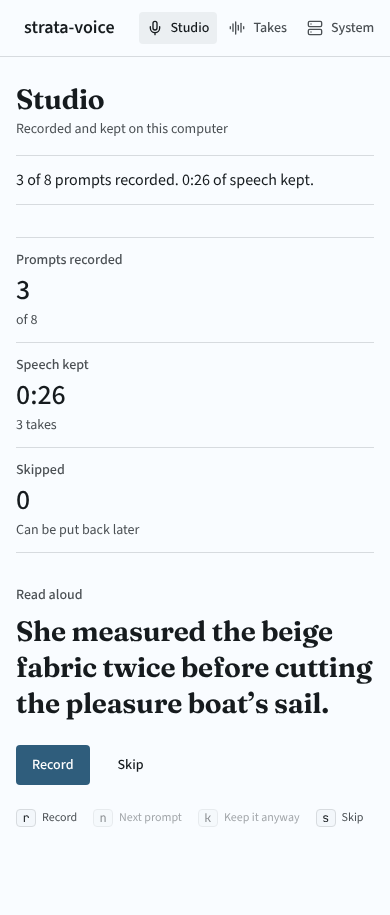 strata-voice Studio Takes System
Studio
Recorded and kept on this computer
3 of 8 prompts recorded. 0:26 of speech kept.
Prompts recorded
3
of 8
Speech kept
0:26
3 takes
Skipped
0
Can be put back later
Read aloud
She measured the beige
fabric twice before cutting
the pleasure boat’s sail.
Record Skip
r Record n Next prompt k Keep it anyway s Skip